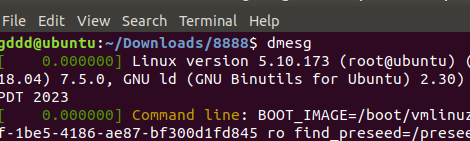 File Edit View Search Terminal Help
gddd@ubuntu:~/Downloads/8888$ dmesg
[    0.000000] Linux version 5.10.173 (root@ubuntu) (
18.04) 7.5.0, GNU ld (GNU Binutils for Ubuntu) 2.30)
PDT 2023
[    0.000000] Command line: BOOT_IMAGE=/boot/vmlinuz
f-1be5-4186-ae87-bf300d1fd845 ro find_preseed=/presee